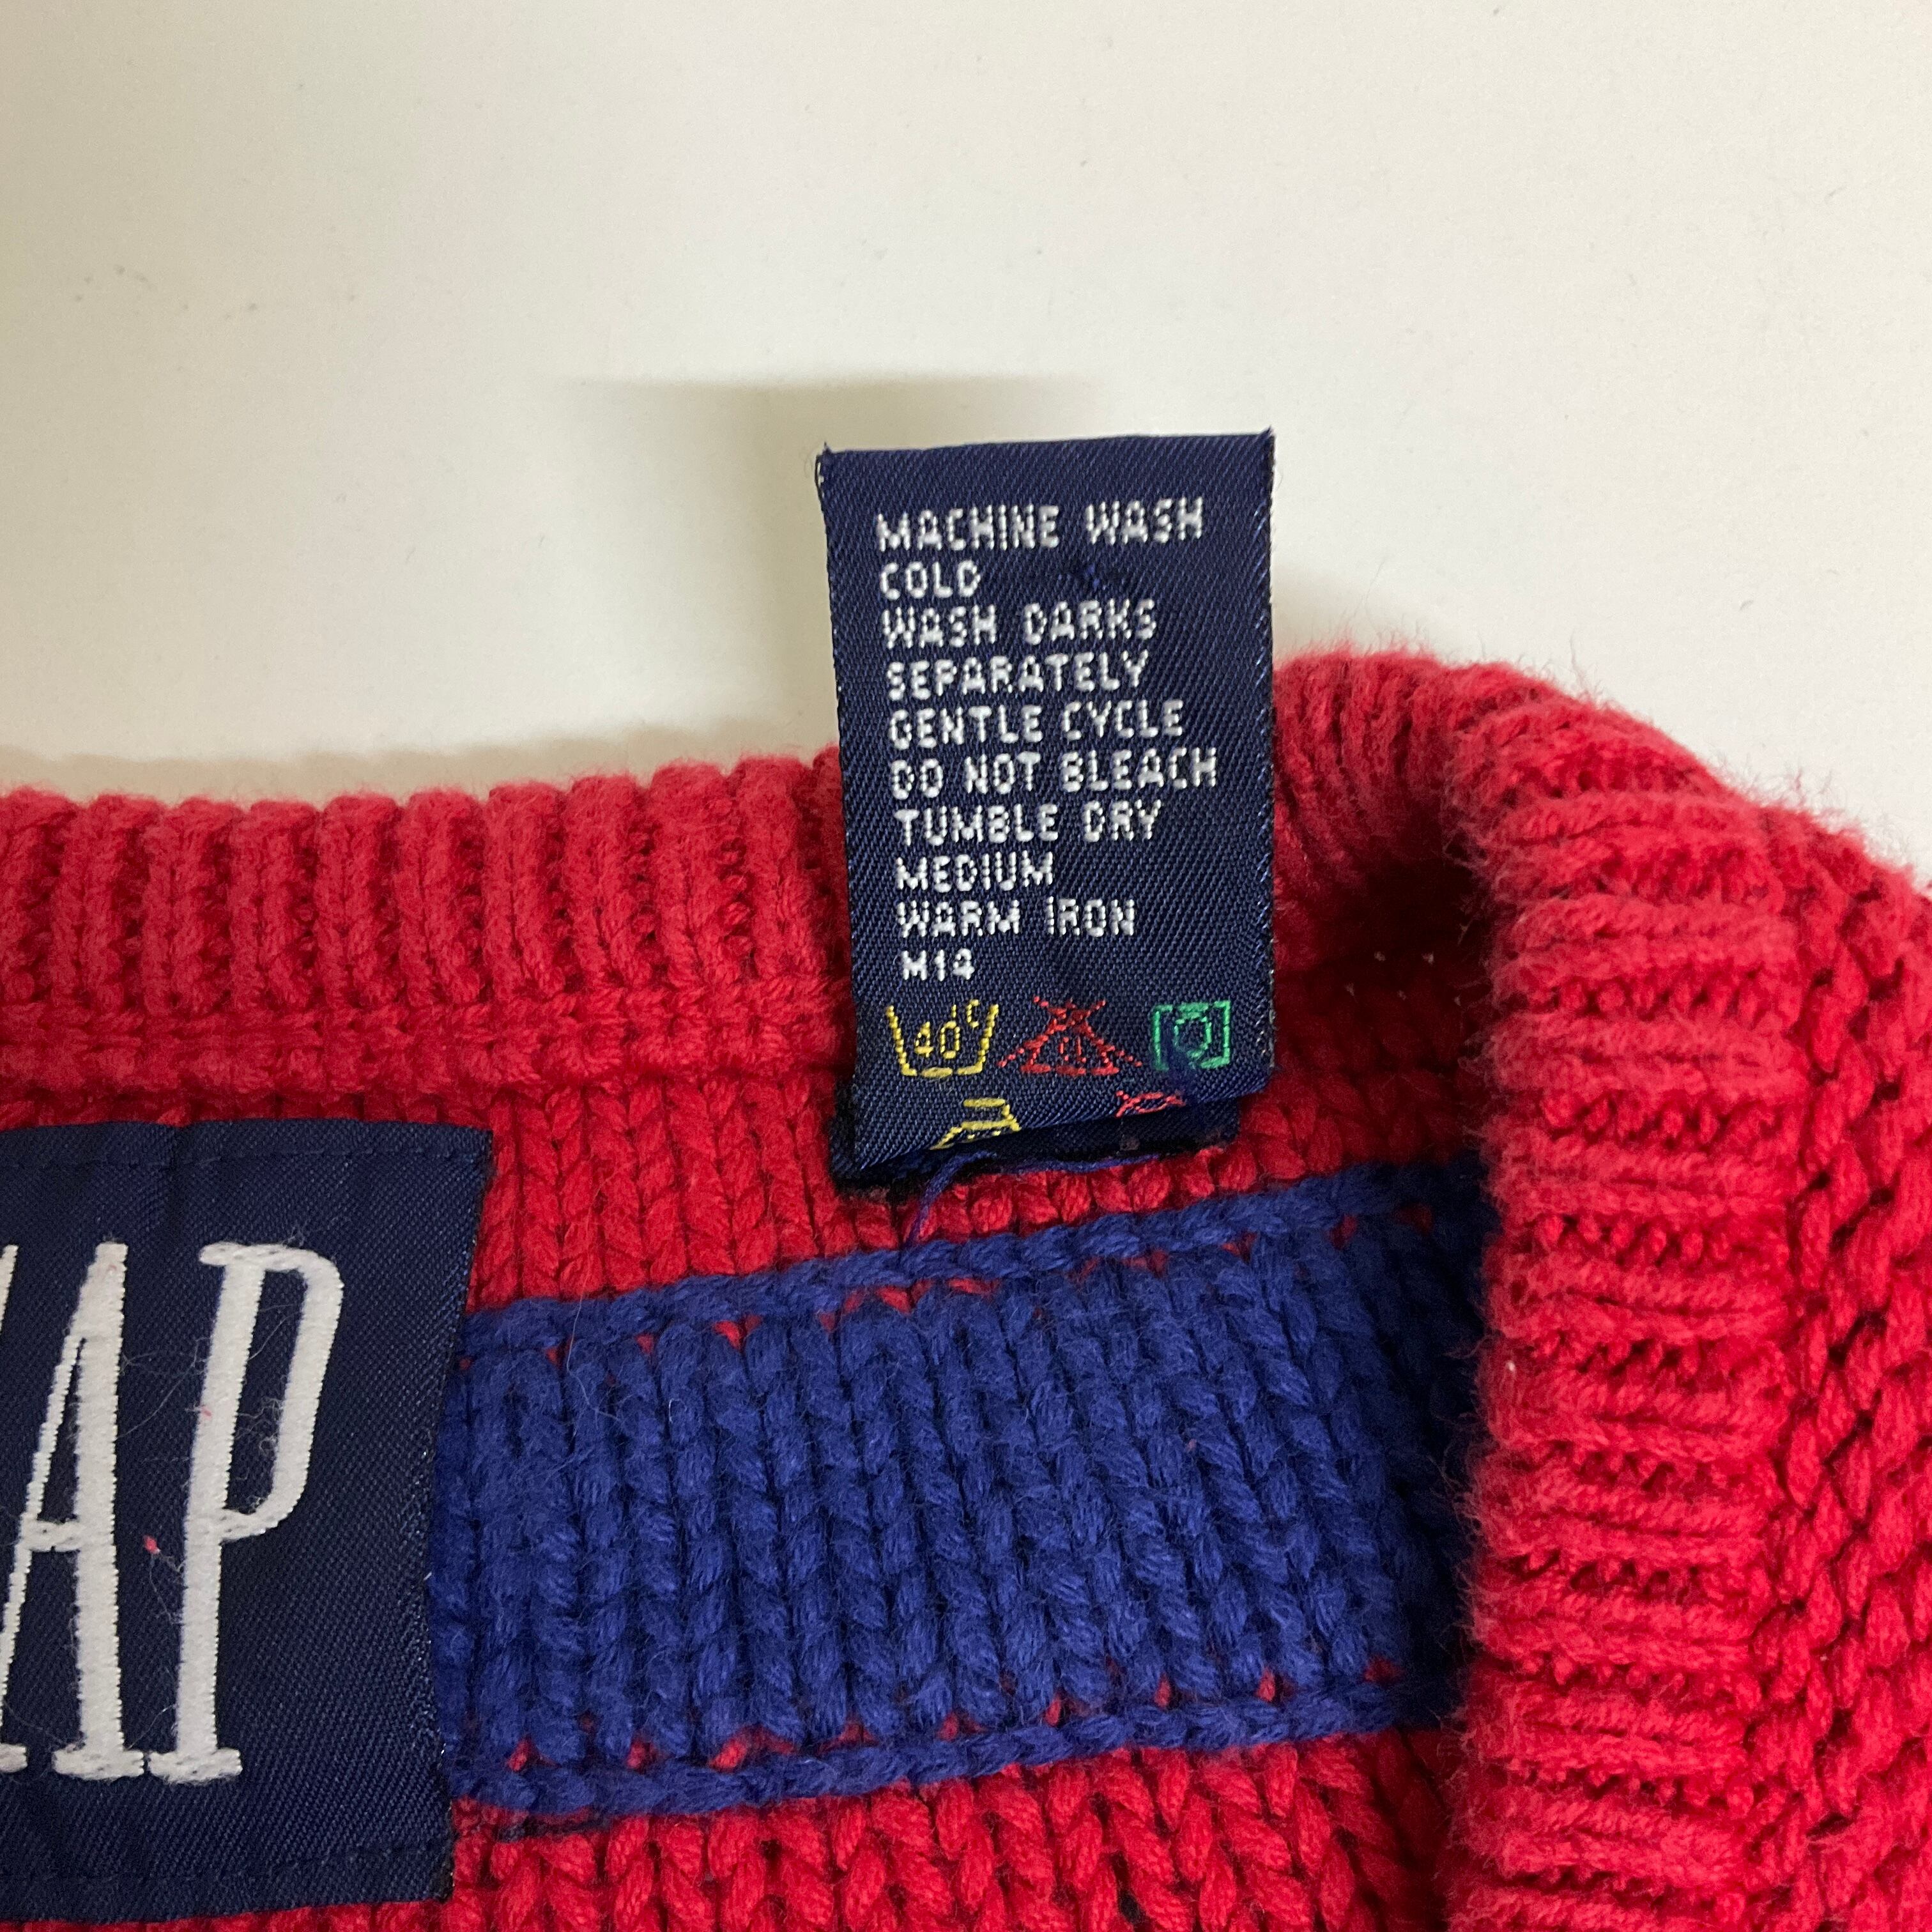 MACHINE WASH
COLD
WASH DARKS
SEPARATELY
GENTLE CYCLE
DO NOT BLEACH
TUMBLE DRY
MEDIUM
WARM IRON
M14
40°C
AP